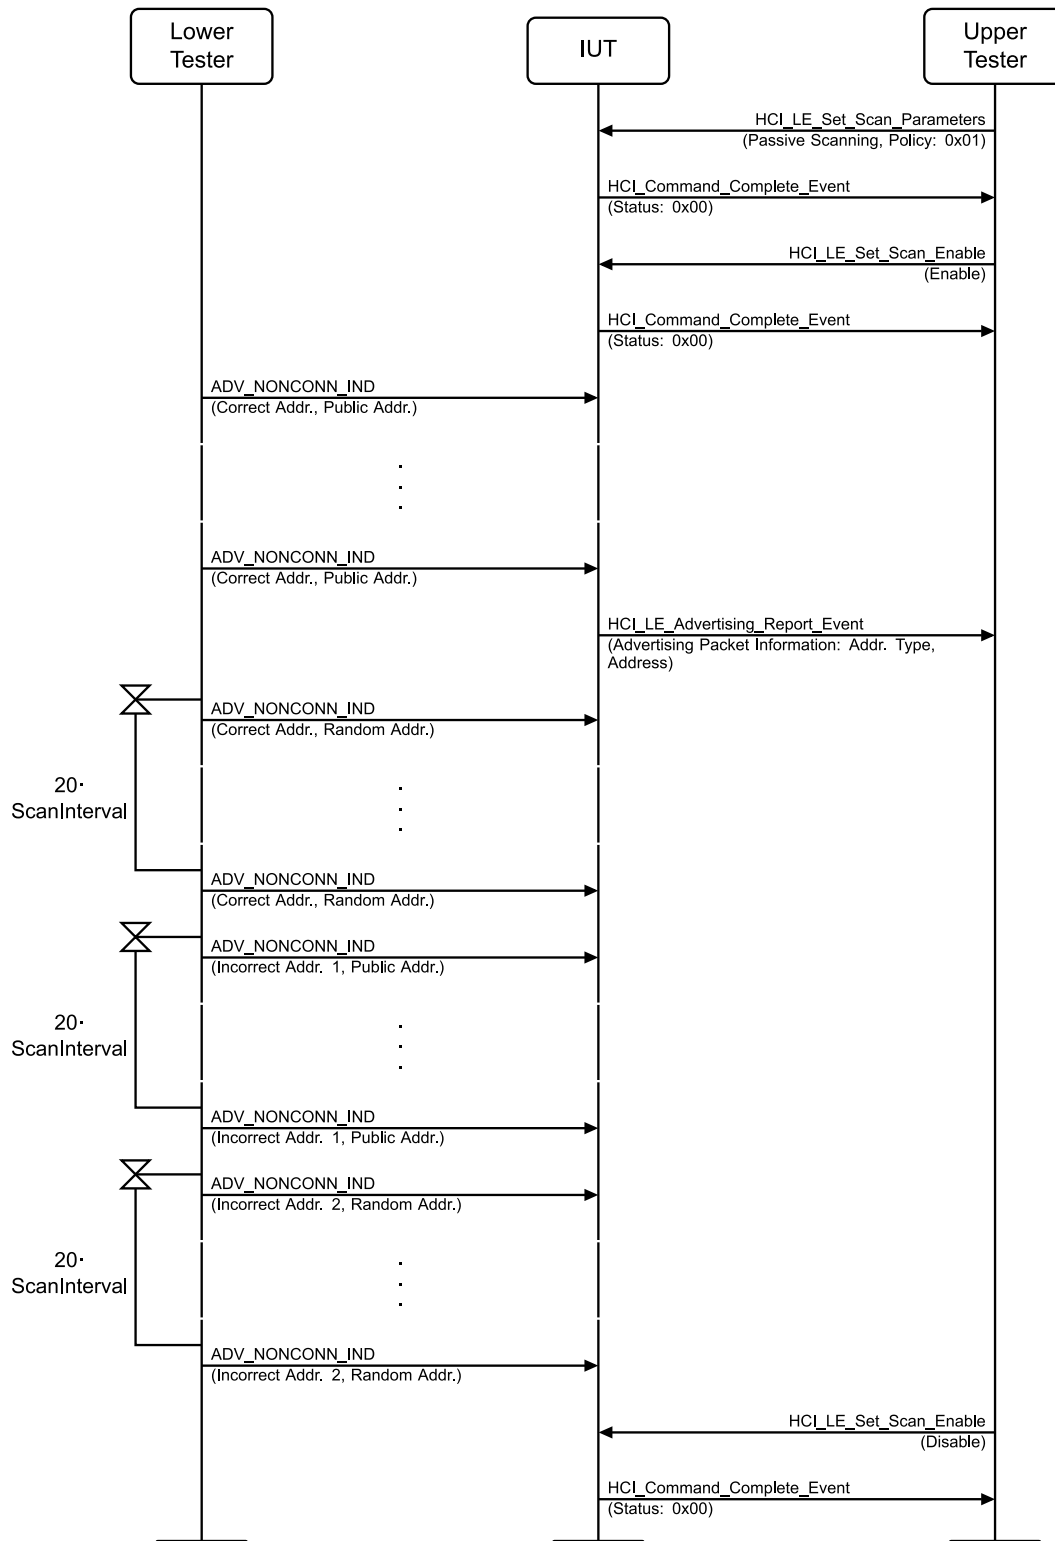 Lower
Tester
IUT
Upper
Tester
HCI_LE_Set_Scan_Parameters
(Passive Scanning, Policy: 0x01)
HCI_Command_Complete_Event
(Status: 0x00)
HCI_LE_Set_Scan_Enable
(Enable)
HCI_Command_Complete_Event
(Status: 0x00)
ADV_NONCONN_IND
(Correct Addr., Public Addr.)
.
.
.
ADV_NONCONN_IND
(Correct Addr., Public Addr.)
HCI_LE_Advertising_Report_Event
(Advertising Packet Information: Addr. Type,
Address)
ADV_NONCONN_IND
(Correct Addr., Random Addr.)
20·
ScanInterval
.
.
.
ADV_NONCONN_IND
(Correct Addr., Random Addr.)
ADV_NONCONN_IND
(Incorrect Addr. 1, Public Addr.)
20·
ScanInterval
.
.
.
ADV_NONCONN_IND
(Incorrect Addr. 1, Public Addr.)
ADV_NONCONN_IND
(Incorrect Addr. 2, Random Addr.)
20·
ScanInterval
.
.
.
ADV_NONCONN_IND
(Incorrect Addr. 2, Random Addr.)
HCI_LE_Set_Scan_Enable
(Disable)
HCI_Command_Complete_Event
(Status: 0x00)